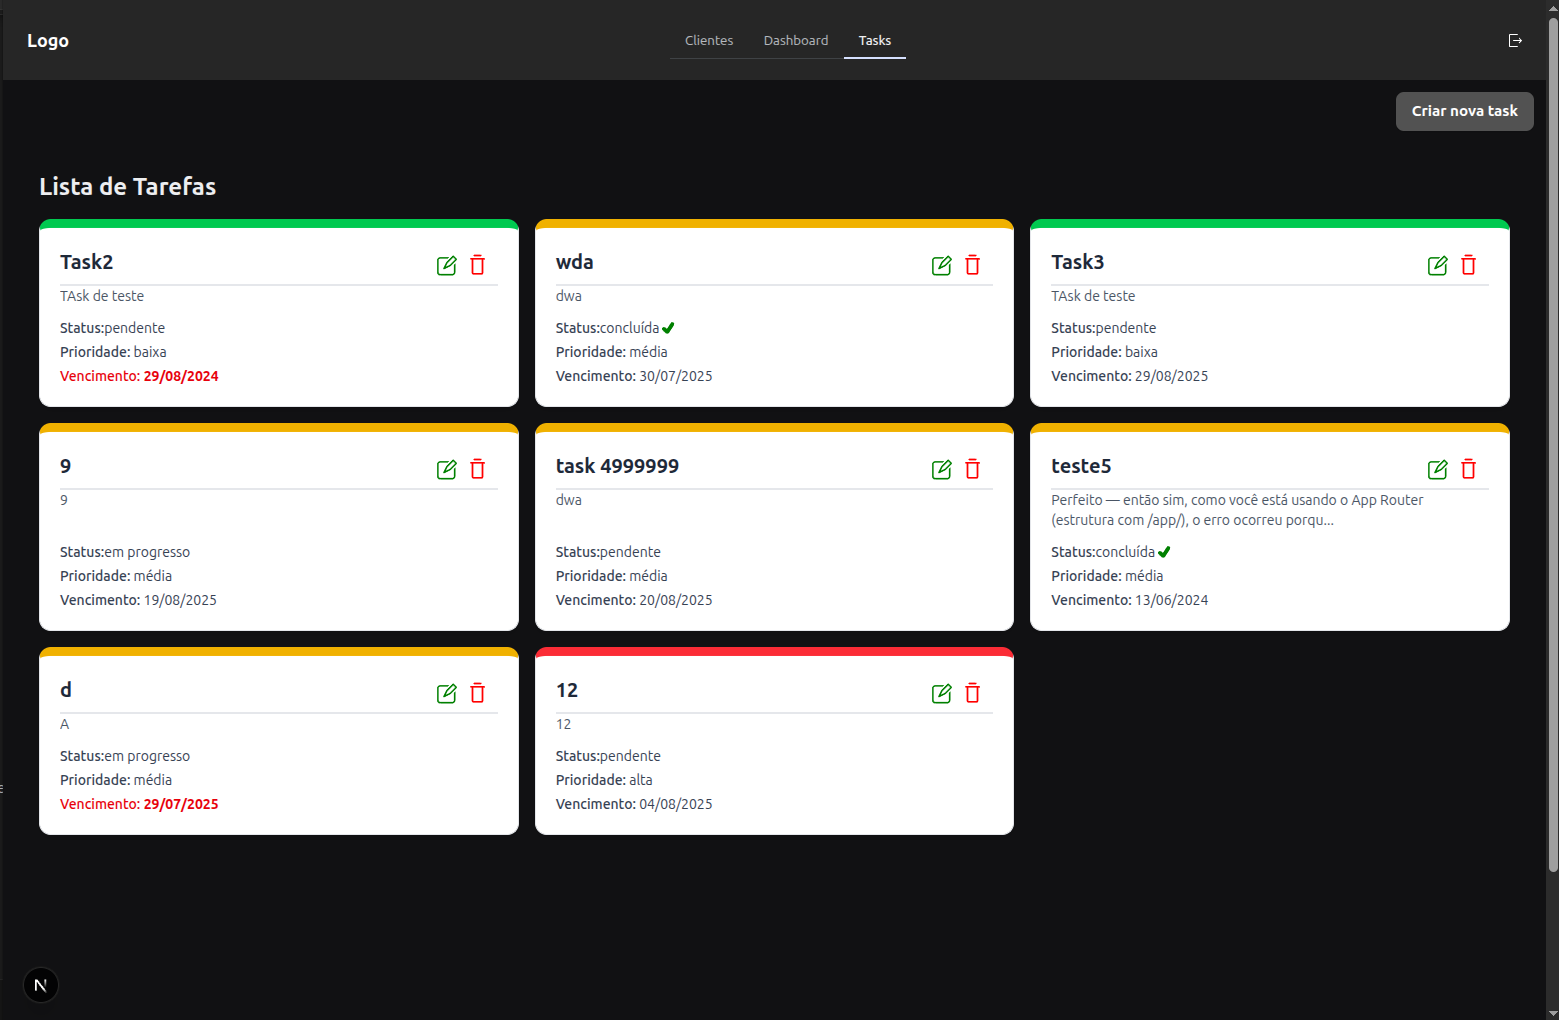 Logo
Clientes
Dashboard
Tasks
Criar nova task
Lista de Tarefas
Task2
TAsk de teste
Status:pendente
Prioridade: baixa
Vencimento: 29/08/2024
wda
dwa
Status:concluída
Prioridade: média
Vencimento: 30/07/2025
Task3
TAsk de teste
Status:pendente
Prioridade: baixa
Vencimento: 29/08/2025
9
9
Status:em progresso
Prioridade: média
Vencimento: 19/08/2025
task 4999999
dwa
Status:pendente
Prioridade: média
Vencimento: 20/08/2025
teste5
Perfeito — então sim, como você está usando o App Router
(estrutura com /app/), o erro ocorreu porqu...
Status:concluída
Prioridade: média
Vencimento: 13/06/2024
d
A
Status:em progresso
Prioridade: média
Vencimento: 29/07/2025
12
12
Status:pendente
Prioridade: alta
Vencimento: 04/08/2025
N